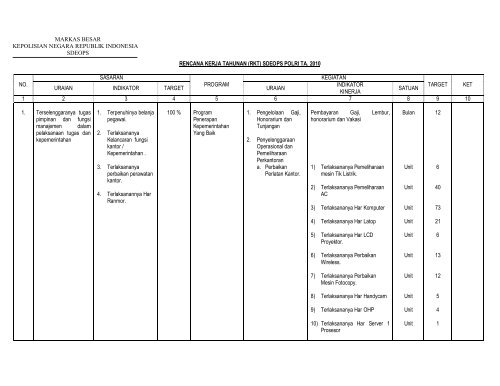 MARKAS BESAR
KEPOLISIAN NEGARA REPUBLIK INDONESIA
SDEOPS
RENCANA KERJA TAHUNAN (RKT) SDEOPS POLRI TA. 2010
NO. SASARAN PROGRAM KEGIATAN TARGET KET
URAIAN INDIKATOR TARGET URAIAN INDIKATOR KINERJA SATUAN
1 2 3 4 5 6 7 8 9 10
1.
Terselenggaranya tugas
pimpinan dan fungsi
manajemen dalam
pelaksanaan tugas dan
kepemerintahan
1. Terpenuhinya belanja
pegawai.
2. Terlaksananya
Kelancaran fungsi
kantor /
Kepemerintahan .
3. Terlaksananya
perbaikan perawatan
kantor.
4. Terlaksanannya Har
Ranmor.
100 %
Program
Penerapan
Kepemerintahan
Yang Baik
1. Pengelolaan Gaji,
Honorarium dan
Tunjangan
2. Penyelenggaraan
Operasional dan
Pemeliharaan
Perkantoran
a. Perbaikan
Perlatan Kantor.
Pembayaran Gaji, Lembur,
honorarium dan Vakasi
Bulan 12
1) Terlaksananya Pemeliharaan
mesin Tik Listrik.
Unit 6
2) Terlaksananya Pemeliharaan
AC
Unit 40
3) Terlaksananya Har Komputer Unit 73
4) Terlaksananya Har Latop Unit 21
5) Terlaksananya Har LCD
Proyektor.
Unit 6
6) Terlaksananya Perbaikan
Wireless.
Unit 13
7) Terlaksananya Perbaikan
Mesin Fotocopy.
Unit 12
8) Terlaksananya Har Handycam Unit 5
9) Terlaksananya Har OHP Unit 4
10) Terlaksananya Har Server 1
Prosesor
Unit 1